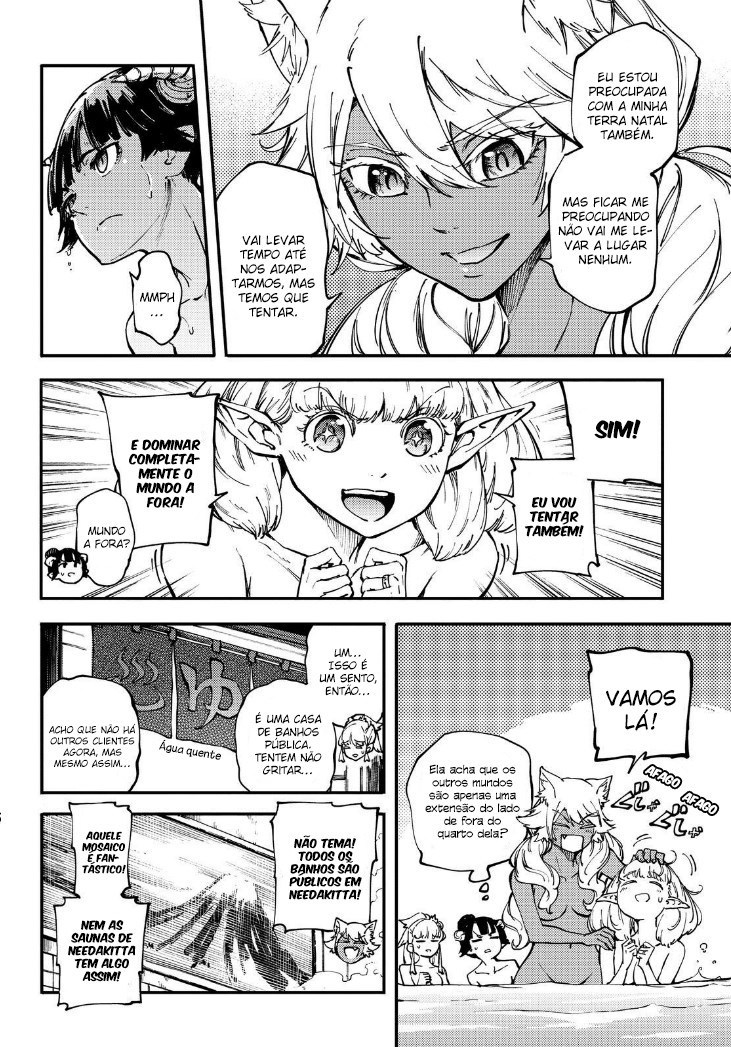 EU ESTOU
PREOCUPADA
COM A MINHA
TERRA NATAL
TAMBÉM.
MAS FICAR ME
PREOCUPANDO
NÃO VAI ME LE-
VAR A LUGAR
NENHUM.
VAI LEVAR
TEMPO ATÉ
NOS ADAP-
TARMOS, MAS
TEMOS QUE
TENTAR.
MMPH
...
SIM!
EU VOU
TENTAR
TAMBÉM!
E DOMINAR
COMPLETA-
MENTE O
MUNDO A
FORA!
MUNDO
A FORA?
VAMOS
LÁ!
AFAGO
AFAGO
Ela acha que os
outros mundos
são apenas uma
extensão do lado
de fora do
quarto dela?
UM...
ISSO É
UM SENTO,
ENTÃO...
É UMA CASA
DE BANHOS
PÚBLICA.
TENTEM NÃO
GRITAR...
ゆ
Água quente
ACHO QUE NÃO HÁ
OUTROS CLIENTES
AGORA, MAS
MESMO ASSIM...
NÃO TEMA!
TODOS OS
BANHOS SÃO
PÚBLICOS EM
NEEDAKITTA!
AQUELE
MOSAICO
E FAN-
TÁSTICO!
NEM AS
SAUNAS DE
NEEDAKITTA
TEM ALGO
ASSIM!